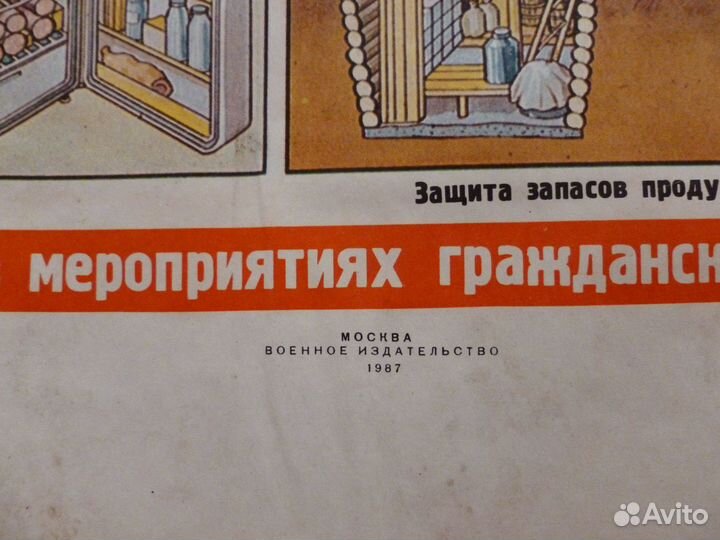 Защита запасов проду
мероприятиях гражданск
МОСКВА
ВОЕННОЕ ИЗДАТЕЛЬСТВО
1987
Avito